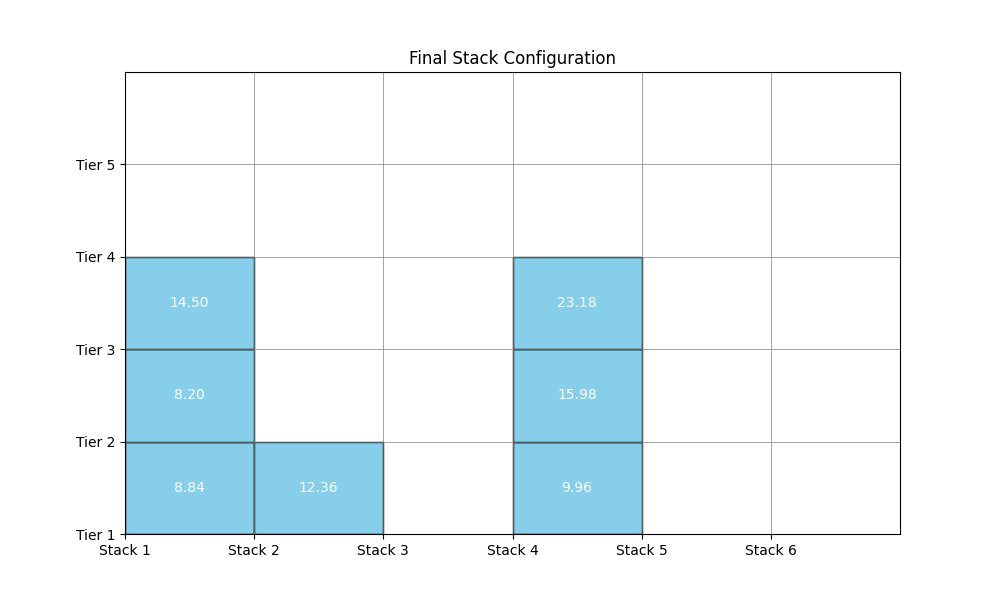 Final Stack Configuration
Tier 5
Tier 4
14.50 23.18
Tier 3
8.20 15.98
Tier 2
8.84 12.36 9.96
Tier 1
Stack 1 Stack 2 Stack 3 Stack 4 Stack 5 Stack 6